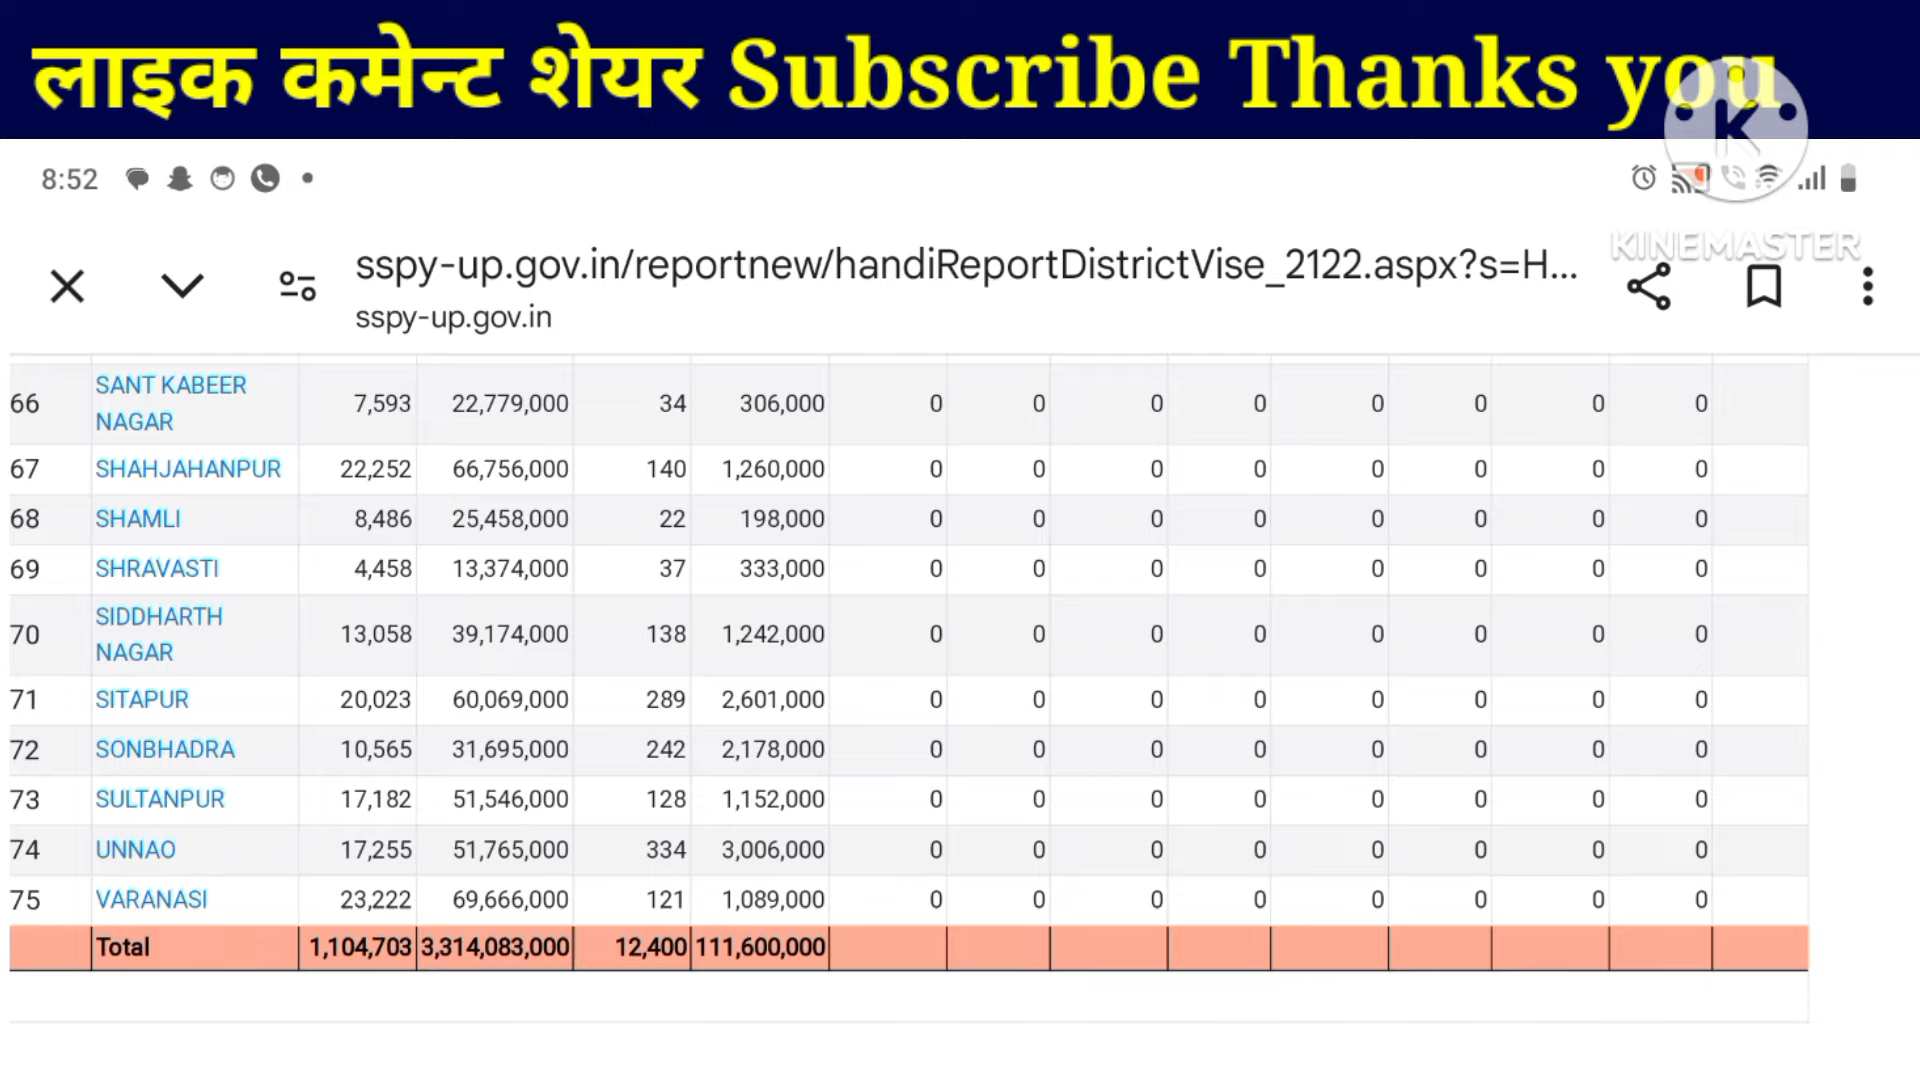 लाइक कमेन्ट शेयर Subscribe Thanks you
K
KINEMASTER
8:52
sspy-up.gov.in/reportnew/handiReportDistrictVise_2122.aspx?s=H...
sspy-up.gov.in
66 SANT KABEER NAGAR 7,593 22,779,000 34 306,000 0 0 0 0 0 0 0 0
67 SHAHJAHANPUR 22,252 66,756,000 140 1,260,000 0 0 0 0 0 0 0 0
68 SHAMLI 8,486 25,458,000 22 198,000 0 0 0 0 0 0 0 0
69 SHRAVASTI 4,458 13,374,000 37 333,000 0 0 0 0 0 0 0 0
70 SIDDHARTH NAGAR 13,058 39,174,000 138 1,242,000 0 0 0 0 0 0 0 0
71 SITAPUR 20,023 60,069,000 289 2,601,000 0 0 0 0 0 0 0 0
72 SONBHADRA 10,565 31,695,000 242 2,178,000 0 0 0 0 0 0 0 0
73 SULTANPUR 17,182 51,546,000 128 1,152,000 0 0 0 0 0 0 0 0
74 UNNAO 17,255 51,765,000 334 3,006,000 0 0 0 0 0 0 0 0
75 VARANASI 23,222 69,666,000 121 1,089,000 0 0 0 0 0 0 0 0
Total 1,104,703 3,314,083,000 12,400 111,600,000